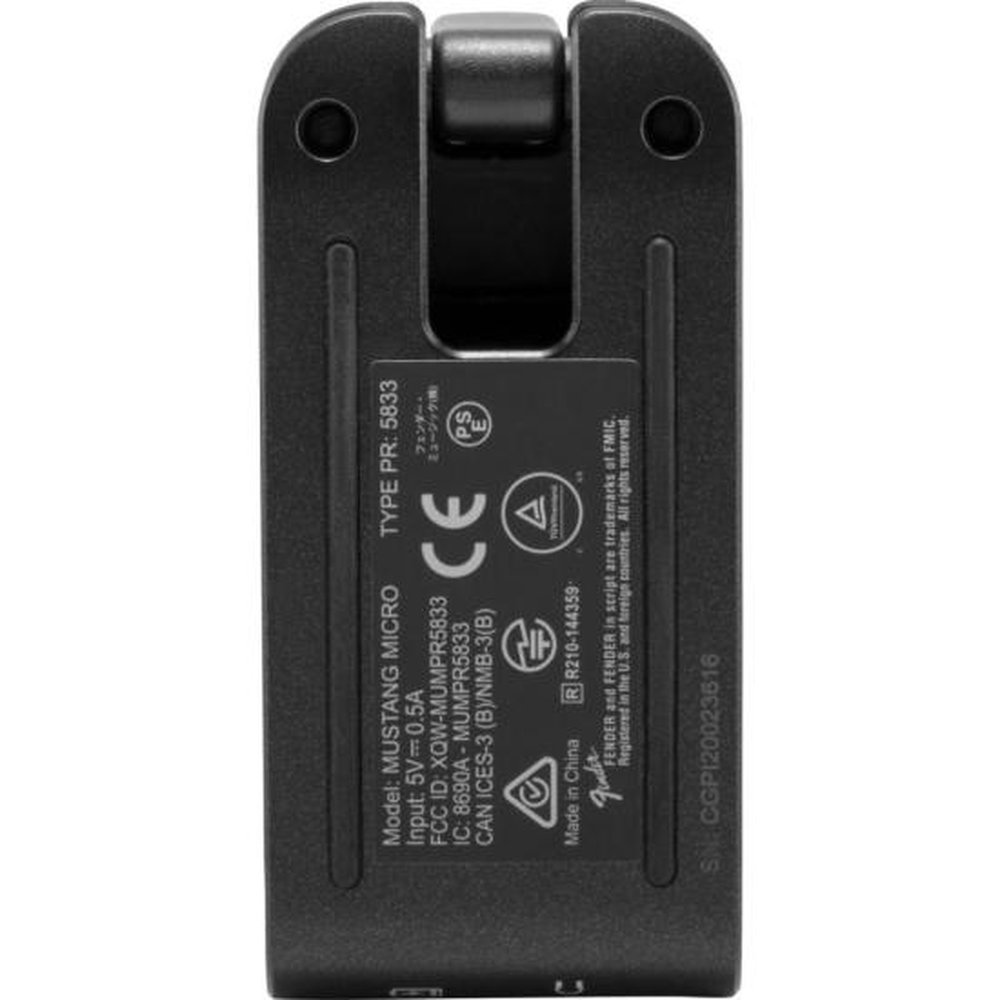 Model: MUSTANG MICRO TYPE PR: 5833
Input: 5V⎓0.5A
FCC ID: XQW-MUMPR5833
IC: 8690A - MUMPR5833
CAN ICES-3 (B)/NMB-3(B)
CE
フェンダー・
ミュージック(株)
PSE
R R210-144359
TÜVRheinland
Made in China
Fender
FENDER and FENDER in script are trademarks of FMIC.
Registered in the U.S. and foreign countries. All rights reserved.
SN: CGPI20023616